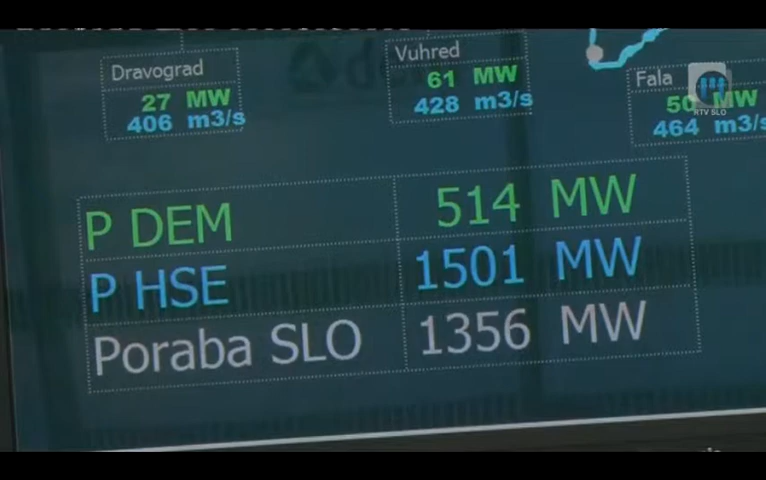 Dravograd
27 MW
406 m3/s
Vuhred
61 MW
428 m3/s
Fala
50 MW
464 m3/s
RTV SLO
P DEM 514 MW
P HSE 1501 MW
Poraba SLO 1356 MW